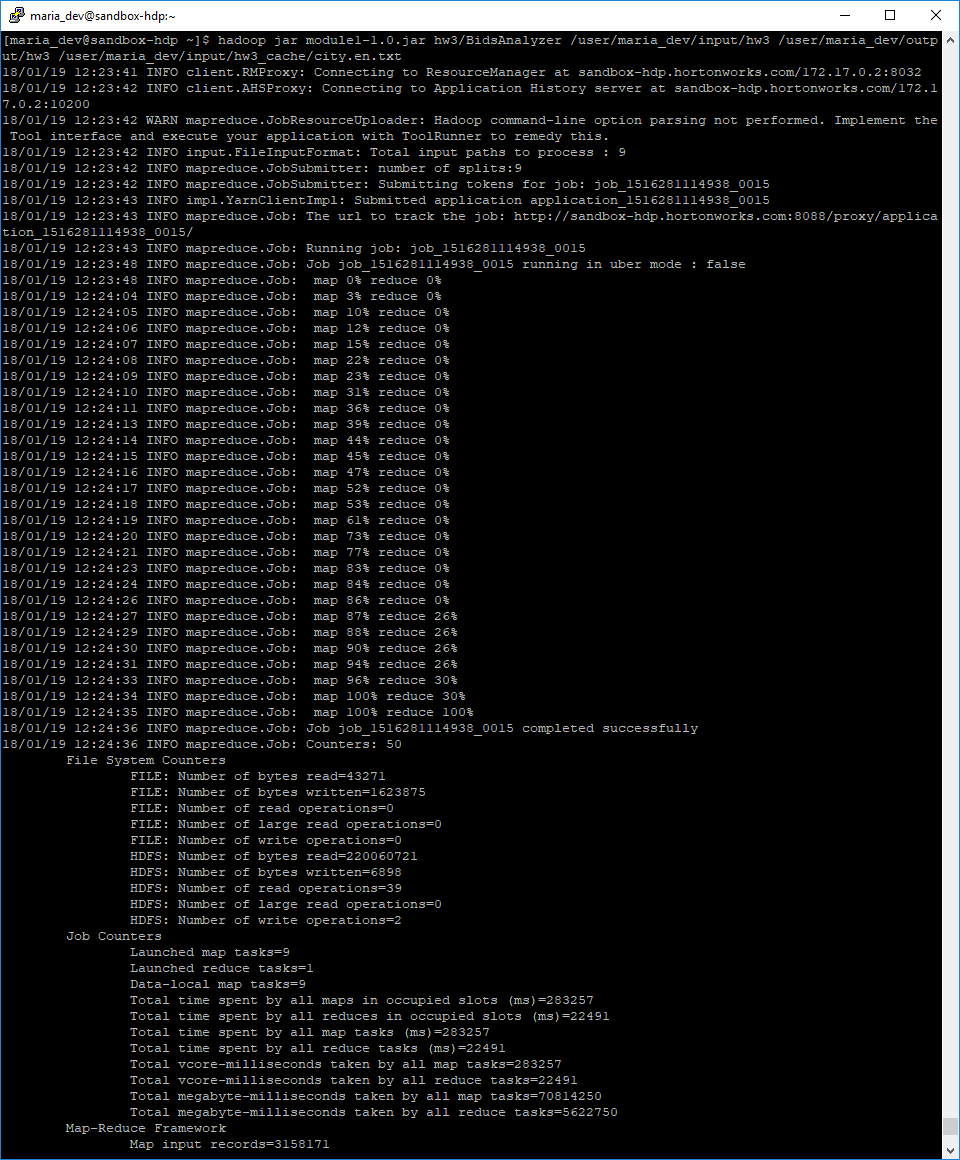 maria_dev@sandbox-hdp:~
[maria_dev@sandbox-hdp ~]$ hadoop jar module1-1.0.jar hw3/BidsAnalyzer /user/maria_dev/input/hw3 /user/maria_dev/outp
ut/hw3 /user/maria_dev/input/hw3_cache/city.en.txt
18/01/19 12:23:41 INFO client.RMProxy: Connecting to ResourceManager at sandbox-hdp.hortonworks.com/172.17.0.2:8032
18/01/19 12:23:42 INFO client.AHSProxy: Connecting to Application History server at sandbox-hdp.hortonworks.com/172.1
7.0.2:10200
18/01/19 12:23:42 WARN mapreduce.JobResourceUploader: Hadoop command-line option parsing not performed. Implement the
 Tool interface and execute your application with ToolRunner to remedy this.
18/01/19 12:23:42 INFO input.FileInputFormat: Total input paths to process : 9
18/01/19 12:23:42 INFO mapreduce.JobSubmitter: number of splits:9
18/01/19 12:23:42 INFO mapreduce.JobSubmitter: Submitting tokens for job: job_1516281114938_0015
18/01/19 12:23:43 INFO impl.YarnClientImpl: Submitted application application_1516281114938_0015
18/01/19 12:23:43 INFO mapreduce.Job: The url to track the job: http://sandbox-hdp.hortonworks.com:8088/proxy/applica
tion_1516281114938_0015/
18/01/19 12:23:43 INFO mapreduce.Job: Running job: job_1516281114938_0015
18/01/19 12:23:48 INFO mapreduce.Job: Job job_1516281114938_0015 running in uber mode : false
18/01/19 12:23:48 INFO mapreduce.Job:  map 0% reduce 0%
18/01/19 12:24:04 INFO mapreduce.Job:  map 3% reduce 0%
18/01/19 12:24:05 INFO mapreduce.Job:  map 10% reduce 0%
18/01/19 12:24:06 INFO mapreduce.Job:  map 12% reduce 0%
18/01/19 12:24:07 INFO mapreduce.Job:  map 15% reduce 0%
18/01/19 12:24:08 INFO mapreduce.Job:  map 22% reduce 0%
18/01/19 12:24:09 INFO mapreduce.Job:  map 23% reduce 0%
18/01/19 12:24:10 INFO mapreduce.Job:  map 31% reduce 0%
18/01/19 12:24:11 INFO mapreduce.Job:  map 36% reduce 0%
18/01/19 12:24:13 INFO mapreduce.Job:  map 39% reduce 0%
18/01/19 12:24:14 INFO mapreduce.Job:  map 44% reduce 0%
18/01/19 12:24:15 INFO mapreduce.Job:  map 45% reduce 0%
18/01/19 12:24:16 INFO mapreduce.Job:  map 47% reduce 0%
18/01/19 12:24:17 INFO mapreduce.Job:  map 52% reduce 0%
18/01/19 12:24:18 INFO mapreduce.Job:  map 53% reduce 0%
18/01/19 12:24:19 INFO mapreduce.Job:  map 61% reduce 0%
18/01/19 12:24:20 INFO mapreduce.Job:  map 73% reduce 0%
18/01/19 12:24:21 INFO mapreduce.Job:  map 77% reduce 0%
18/01/19 12:24:23 INFO mapreduce.Job:  map 83% reduce 0%
18/01/19 12:24:24 INFO mapreduce.Job:  map 84% reduce 0%
18/01/19 12:24:26 INFO mapreduce.Job:  map 86% reduce 0%
18/01/19 12:24:27 INFO mapreduce.Job:  map 87% reduce 26%
18/01/19 12:24:29 INFO mapreduce.Job:  map 88% reduce 26%
18/01/19 12:24:30 INFO mapreduce.Job:  map 90% reduce 26%
18/01/19 12:24:31 INFO mapreduce.Job:  map 94% reduce 26%
18/01/19 12:24:33 INFO mapreduce.Job:  map 96% reduce 30%
18/01/19 12:24:34 INFO mapreduce.Job:  map 100% reduce 30%
18/01/19 12:24:35 INFO mapreduce.Job:  map 100% reduce 100%
18/01/19 12:24:36 INFO mapreduce.Job: Job job_1516281114938_0015 completed successfully
18/01/19 12:24:36 INFO mapreduce.Job: Counters: 50
File System Counters
FILE: Number of bytes read=43271
FILE: Number of bytes written=1623875
FILE: Number of read operations=0
FILE: Number of large read operations=0
FILE: Number of write operations=0
HDFS: Number of bytes read=220060721
HDFS: Number of bytes written=6898
HDFS: Number of read operations=39
HDFS: Number of large read operations=0
HDFS: Number of write operations=2
Job Counters
Launched map tasks=9
Launched reduce tasks=1
Data-local map tasks=9
Total time spent by all maps in occupied slots (ms)=283257
Total time spent by all reduces in occupied slots (ms)=22491
Total time spent by all map tasks (ms)=283257
Total time spent by all reduce tasks (ms)=22491
Total vcore-milliseconds taken by all map tasks=283257
Total vcore-milliseconds taken by all reduce tasks=22491
Total megabyte-milliseconds taken by all map tasks=70814250
Total megabyte-milliseconds taken by all reduce tasks=5622750
Map-Reduce Framework
Map input records=3158171